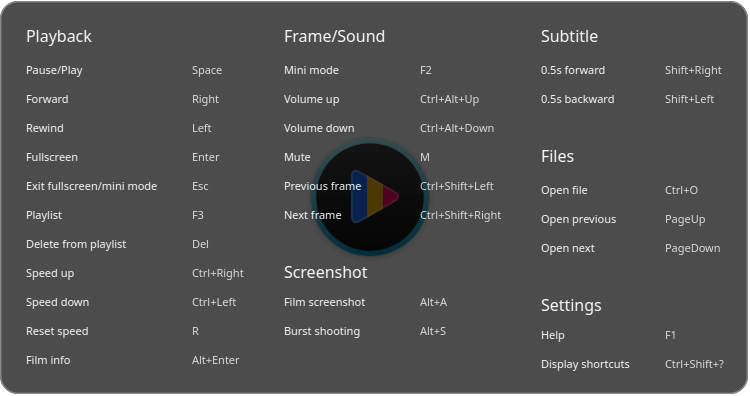 Playback
Pause/Play Space
Forward Right
Rewind Left
Fullscreen Enter
Exit fullscreen/mini mode Esc
Playlist F3
Delete from playlist Del
Speed up Ctrl+Right
Speed down Ctrl+Left
Reset speed R
Film info Alt+Enter
Frame/Sound
Mini mode F2
Volume up Ctrl+Alt+Up
Volume down Ctrl+Alt+Down
Mute M
Previous frame Ctrl+Shift+Left
Next frame Ctrl+Shift+Right
Screenshot
Film screenshot Alt+A
Burst shooting Alt+S
Subtitle
0.5s forward Shift+Right
0.5s backward Shift+Left
Files
Open file Ctrl+O
Open previous PageUp
Open next PageDown
Settings
Help F1
Display shortcuts Ctrl+Shift+?